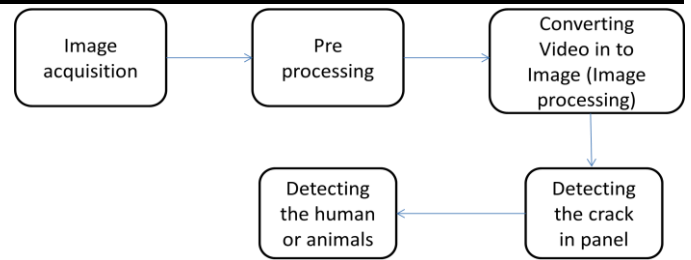 Image
acquisition
Pre
processing
Converting
Video in to
Image (Image
processing)
Detecting
the crack
in panel
Detecting
the human
or animals